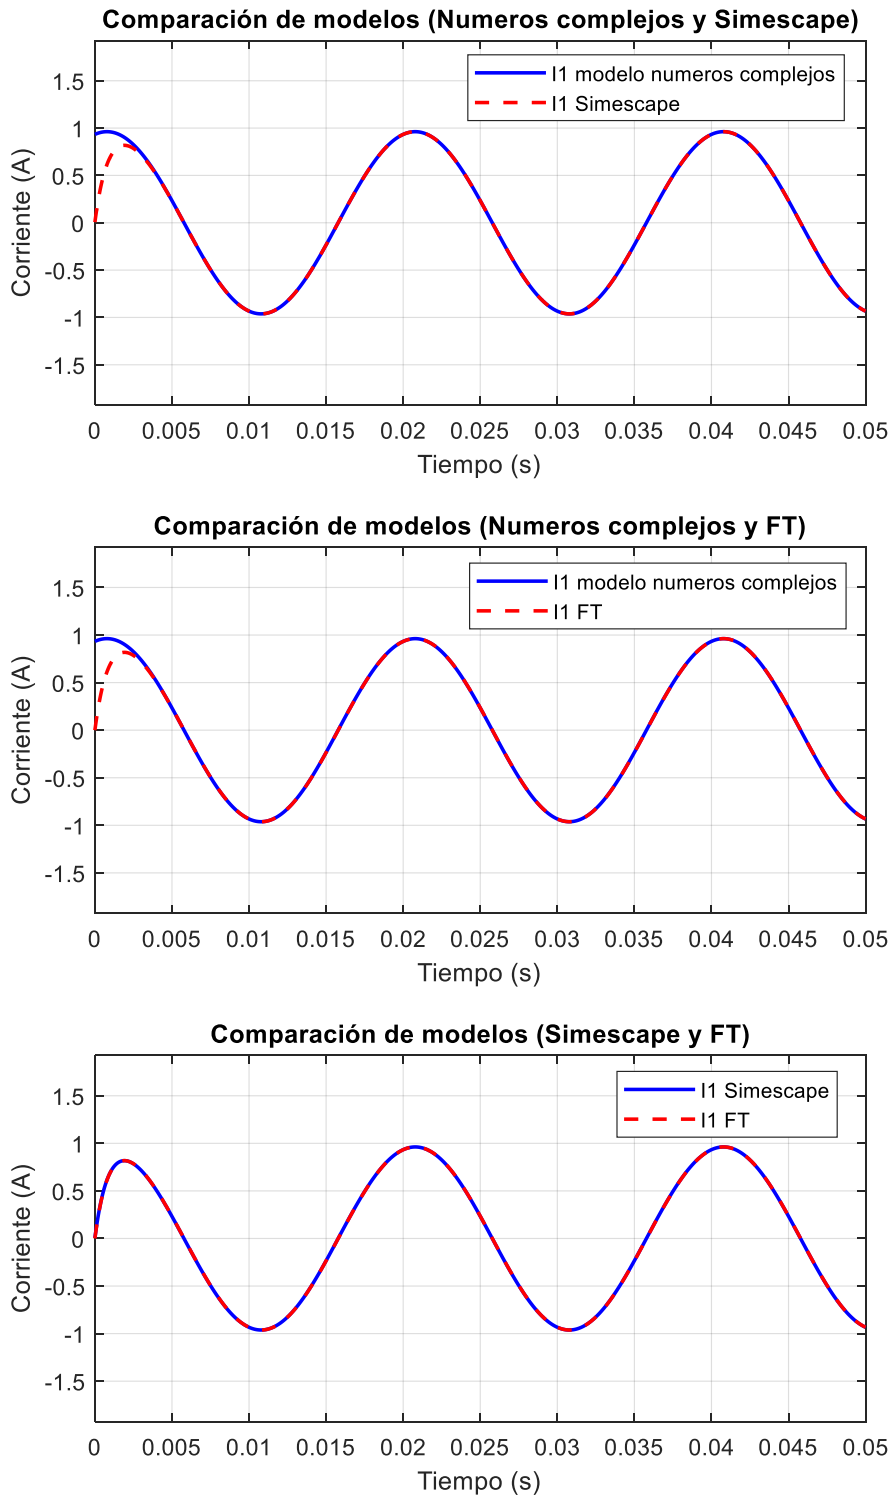 Comparación de modelos (Numeros complejos y Simescape)
I1 modelo numeros complejos
I1 Simescape
Corriente (A)
1.5
1
0.5
0
-0.5
-1
-1.5
0 0.005 0.01 0.015 0.02 0.025 0.03 0.035 0.04 0.045 0.05
Tiempo (s)
Comparación de modelos (Numeros complejos y FT)
I1 modelo numeros complejos
I1 FT
Corriente (A)
1.5
1
0.5
0
-0.5
-1
-1.5
0 0.005 0.01 0.015 0.02 0.025 0.03 0.035 0.04 0.045 0.05
Tiempo (s)
Comparación de modelos (Simescape y FT)
I1 Simescape
I1 FT
Corriente (A)
1.5
1
0.5
0
-0.5
-1
-1.5
0 0.005 0.01 0.015 0.02 0.025 0.03 0.035 0.04 0.045 0.05
Tiempo (s)